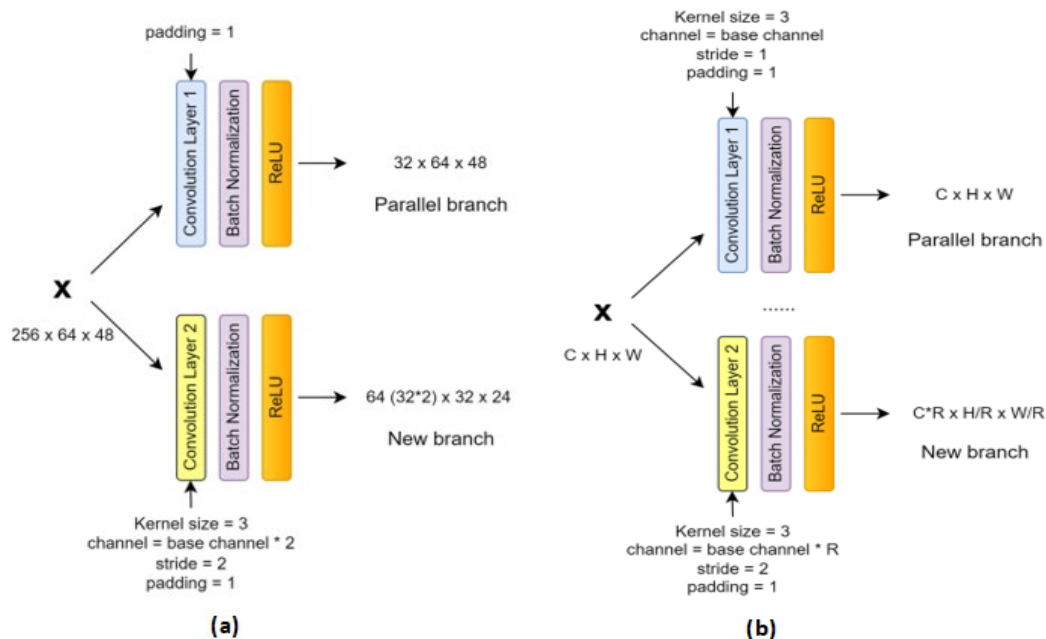 padding = 1
Convolution Layer 1
Batch Normalization
ReLU
32 x 64 x 48
Parallel branch
X
256 x 64 x 48
Convolution Layer 2
Batch Normalization
ReLU
64 (32*2) x 32 x 24
New branch
Kernel size = 3
channel = base channel * 2
stride = 2
padding = 1
(a)
Kernel size = 3
channel = base channel
stride = 1
padding = 1
Convolution Layer 1
Batch Normalization
ReLU
C x H x W
Parallel branch
X
C x H x W
......
Convolution Layer 2
Batch Normalization
ReLU
C*R x H/R x W/R
New branch
Kernel size = 3
channel = base channel * R
stride = 2
padding = 1
(b)